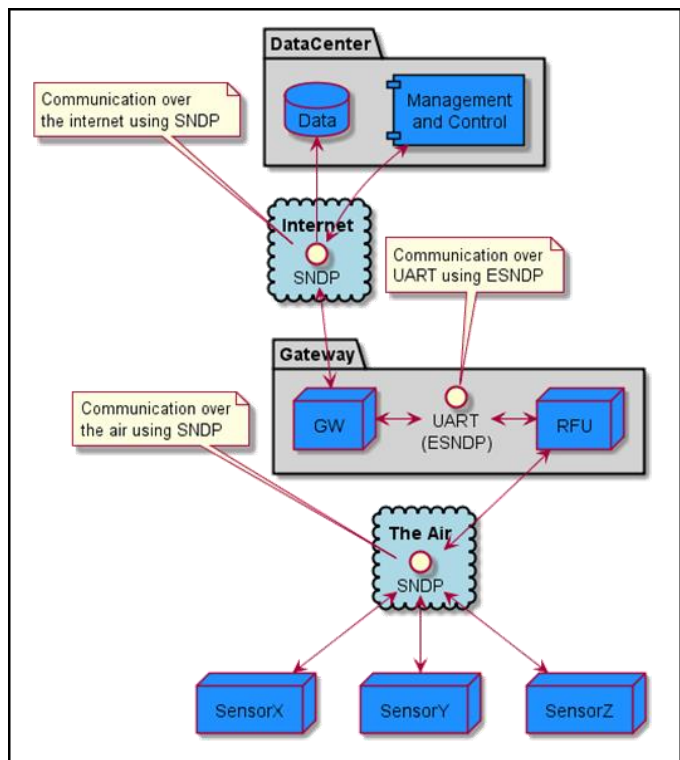 DataCenter
Communication over
the internet using SNDP
Data
Management
and Control
Internet
SNDP
Communication over
UART using ESNDP
Gateway
GW
UART
(ESNDP)
RFU
Communication over
the air using SNDP
The Air
SNDP
SensorX
SensorY
SensorZ